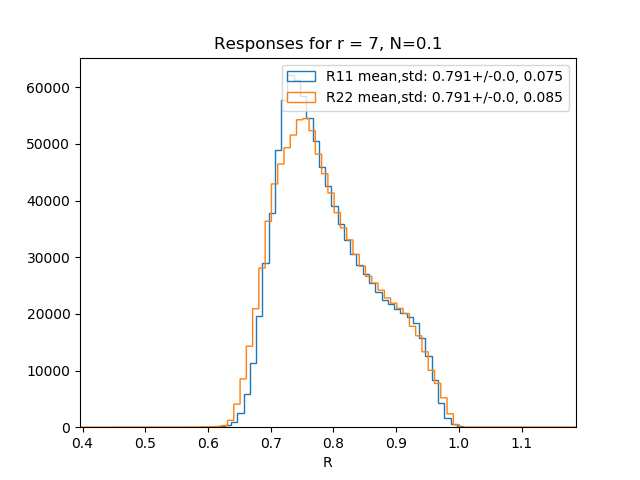 Responses for r = 7, N=0.1
R11 mean,std: 0.791+/-0.0, 0.075
R22 mean,std: 0.791+/-0.0, 0.085
60000
50000
40000
30000
20000
10000
0
0.4 0.5 0.6 0.7 0.8 0.9 1.0 1.1
R